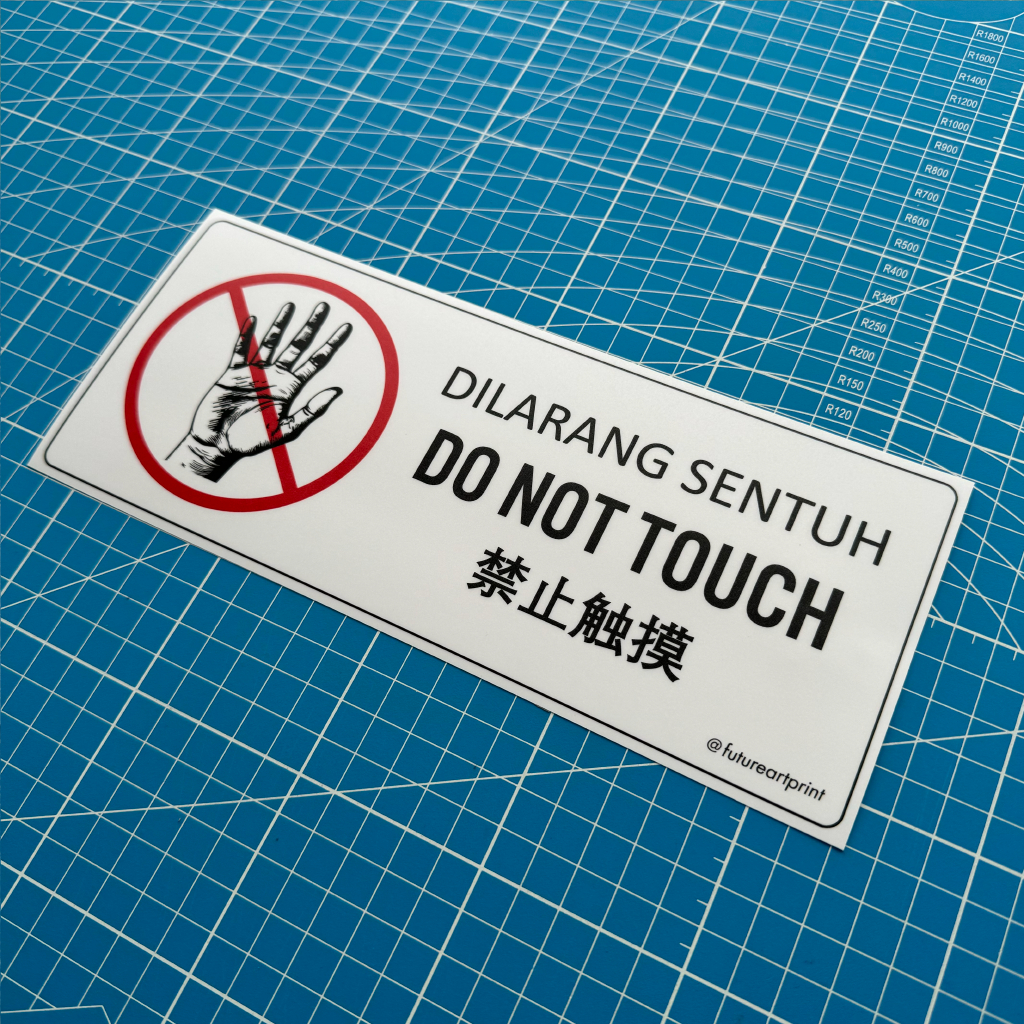 DILARANG SENTUH
DO NOT TOUCH
禁止触摸
@futureartprint
R1800
R1600
R1400
R1200
R1000
R900
R800
R700
R600
R500
R400
R300
R250
R200
R150
R120